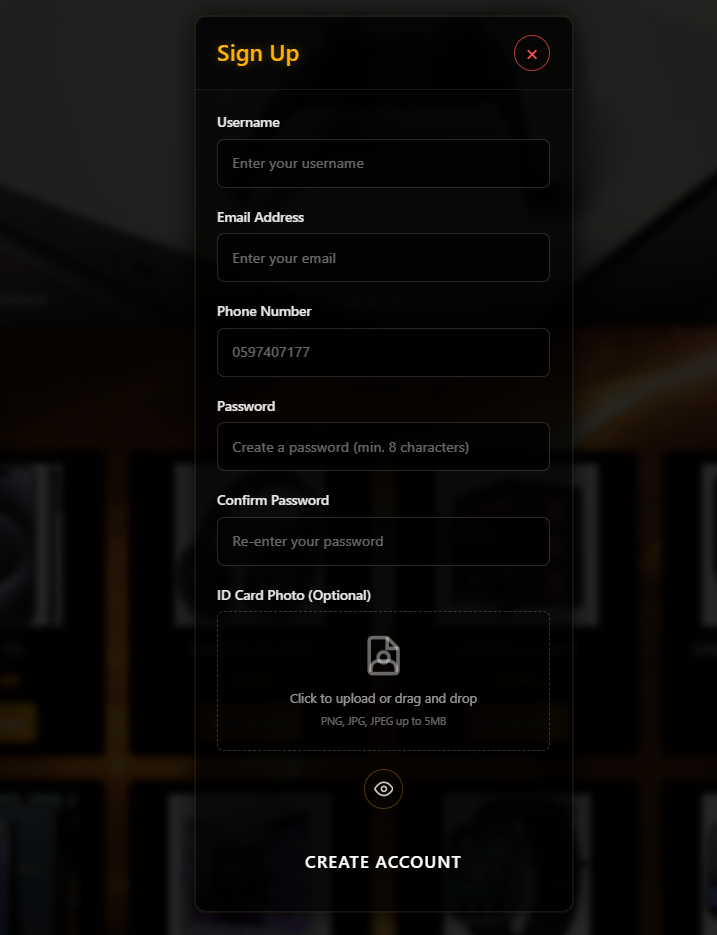 Sign Up
Username
Enter your username
Email Address
Enter your email
Phone Number
0597407177
Password
Create a password (min. 8 characters)
Confirm Password
Re-enter your password
ID Card Photo (Optional)
Click to upload or drag and drop
PNG, JPG, JPEG up to 5MB
CREATE ACCOUNT